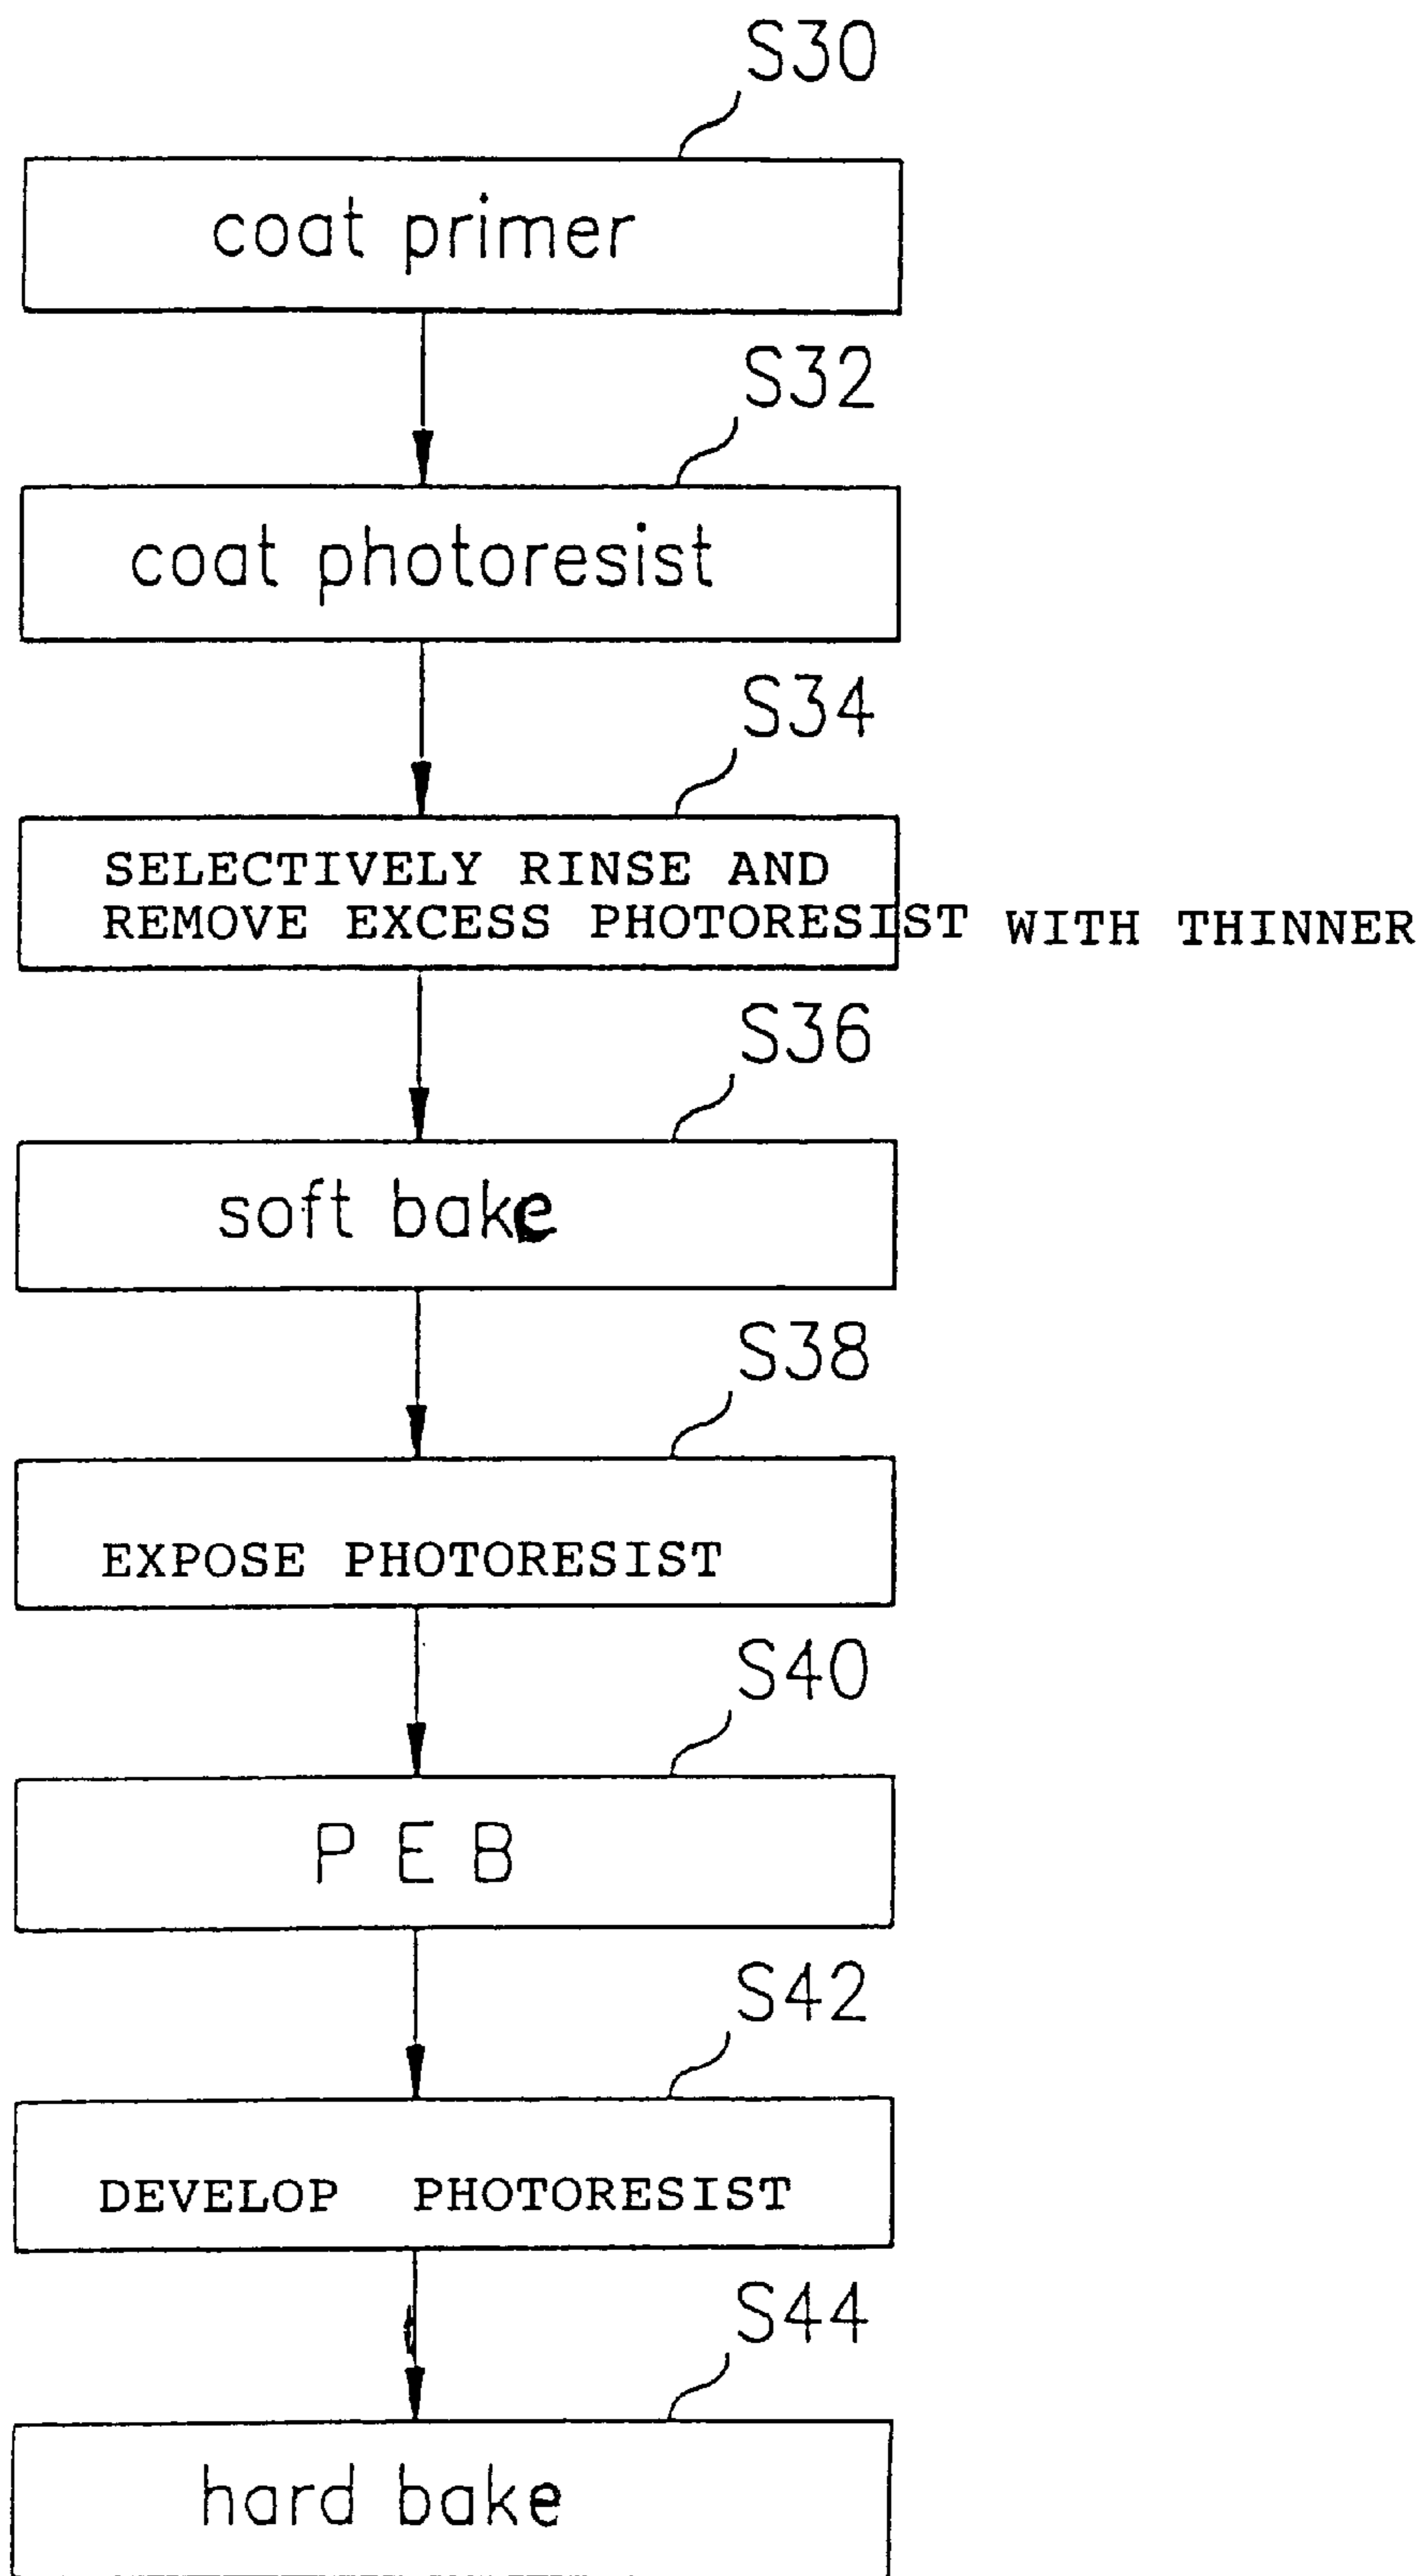 S30
coat primer
S32
coat photoresist
S34
SELECTIVELY RINSE AND
REMOVE EXCESS PHOTORESIST WITH THINNER
S36
soft bake
S38
EXPOSE PHOTORESIST
S40
P E B
S42
DEVELOP PHOTORESIST
S44
hard bake